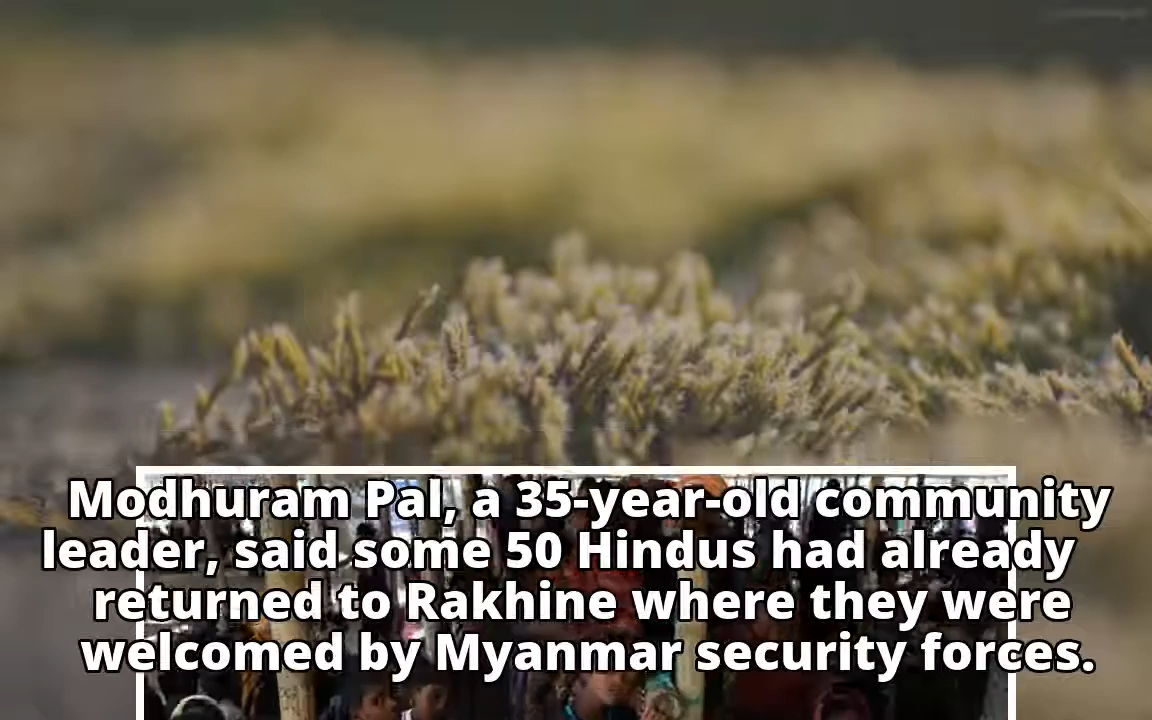 Modhuram Pal, a 35-year-old community
leader, said some 50 Hindus had already
returned to Rakhine where they were
welcomed by Myanmar security forces.